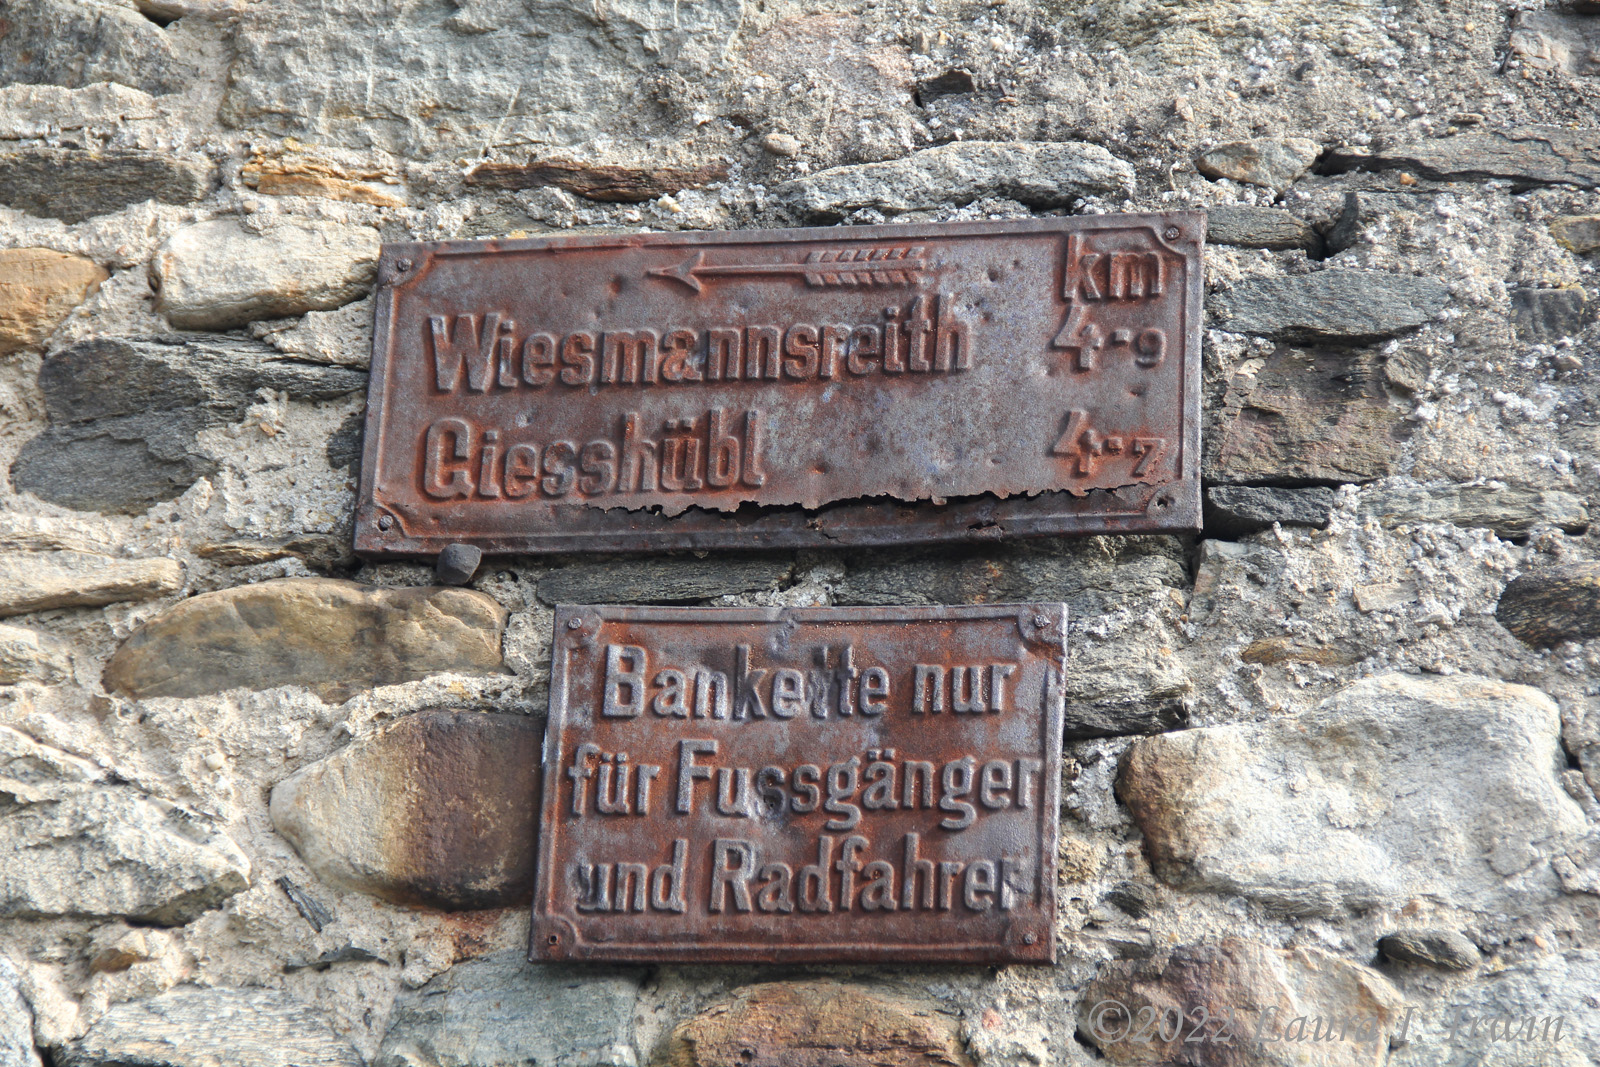 km
Wiesmannsreith 4·9
Giesshübl 4·7
Bankette nur
für Fussgänger
und Radfahrer
©2022 Laura I. Irwin